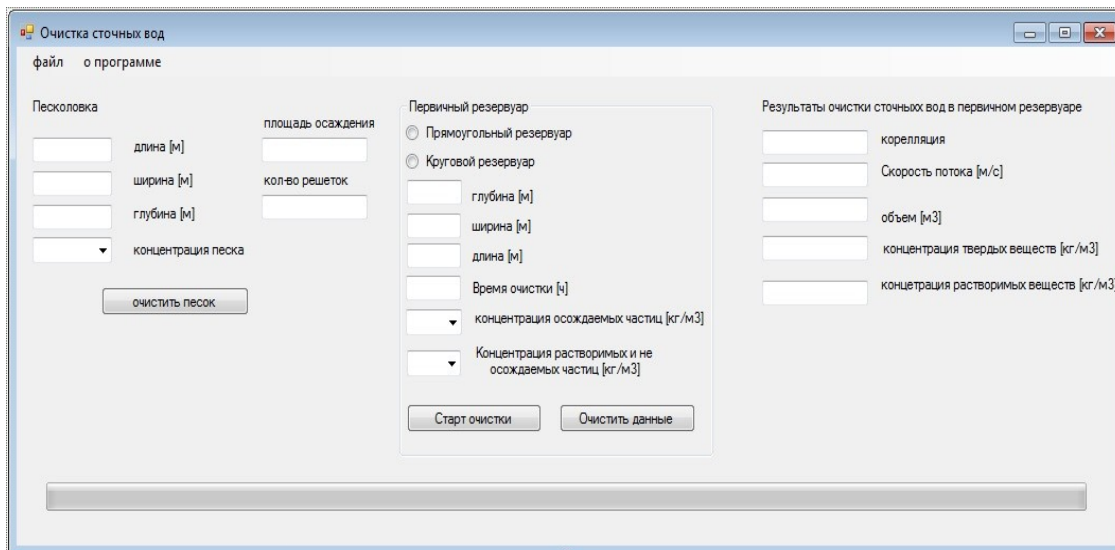 Очистка сточных вод
файл о программе
Песколовка
длина [м]
ширина [м]
глубина [м]
концентрация песка
очистить песок
площадь осаждения
кол-во решеток
Первичный резервуар
Прямоугольный резервуар
Круговой резервуар
глубина [м]
ширина [м]
длина [м]
Время очистки [ч]
концентрация осождаемых частиц [кг/м3]
Концентрация растворимых и не
осождаемых частиц [кг/м3]
Старт очистки
Очистить данные
Результаты очистки сточныхх вод в первичном резервуаре
корелляция
Скорость потока [м/с]
объем [м3]
концентрация твердых веществ [кг/м3]
концетрация растворимых веществ [кг/м3]